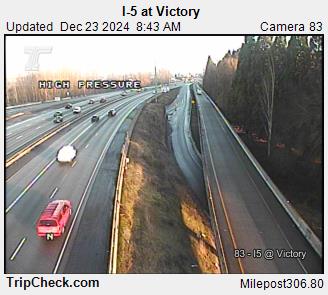 I-5 at Victory
Updated Dec 23 2024 8:43 AM
Camera 83
HIGH PRESSURE
N
83 - I5 @ Victory
TripCheck.com
Milepost306.80